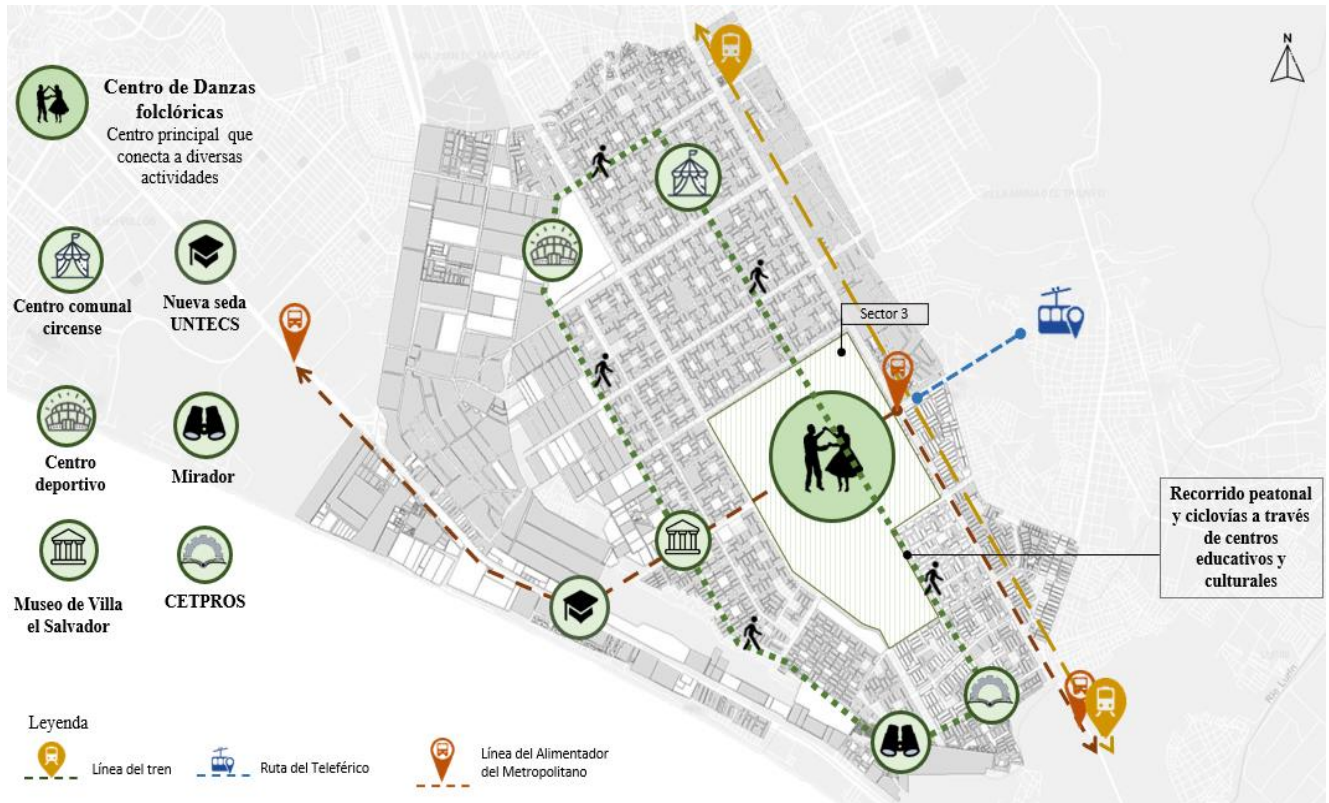 Centro de Danzas
folclóricas
Centro principal que
conecta a diversas
actividades
Centro comunal
circense
Nueva seda
UNTECS
Centro
deportivo
Mirador
Museo de Villa
el Salvador
CETPROS
N
Sector 3
Recorrido peatonal
y ciclovías a través
de centros
educativos y
culturales
Río Lurín
Leyenda
Línea del tren
Ruta del Teleférico
Línea del Alimentador
del Metropolitano